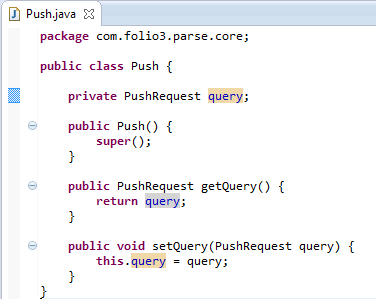 Push.java
package com.folio3.parse.core;
public class Push {
private PushRequest query;
public Push() {
super();
}
public PushRequest getQuery() {
return query;
}
public void setQuery(PushRequest query) {
this.query = query;
}
}